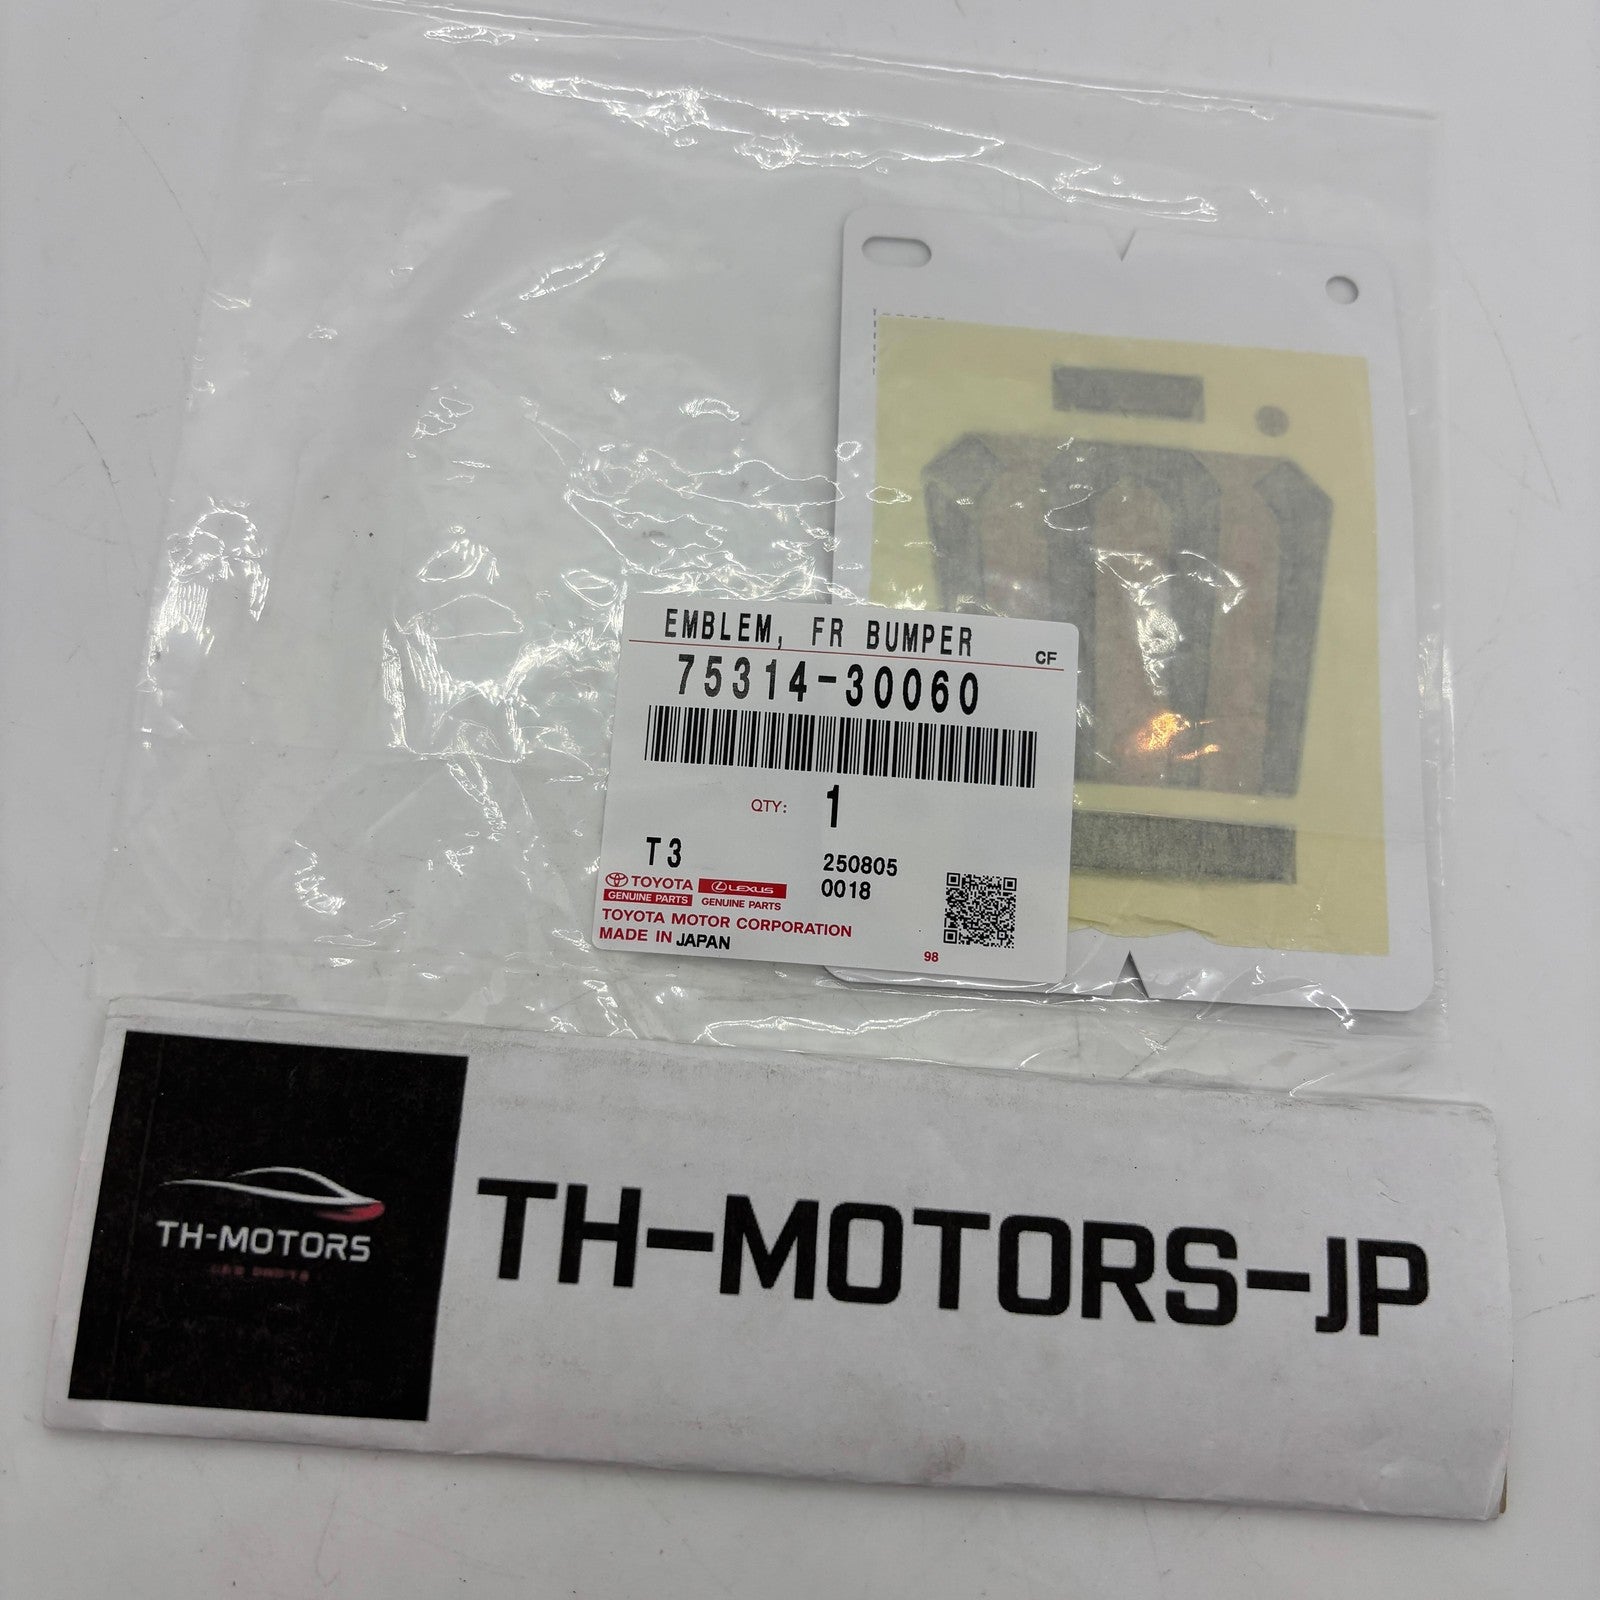 EMBLEM, FR BUMPER
CF
75314-30060
QTY: 1
T3
250805
0018
TOYOTA
GENUINE PARTS
LEXUS
GENUINE PARTS
TOYOTA MOTOR CORPORATION
MADE IN JAPAN
98
TH-MOTORS
TH-MOTORS-JP